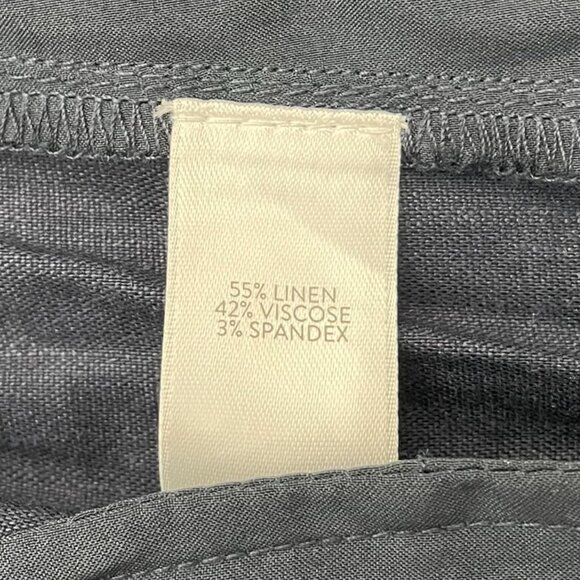 55% LINEN
42% VISCOSE
3% SPANDEX